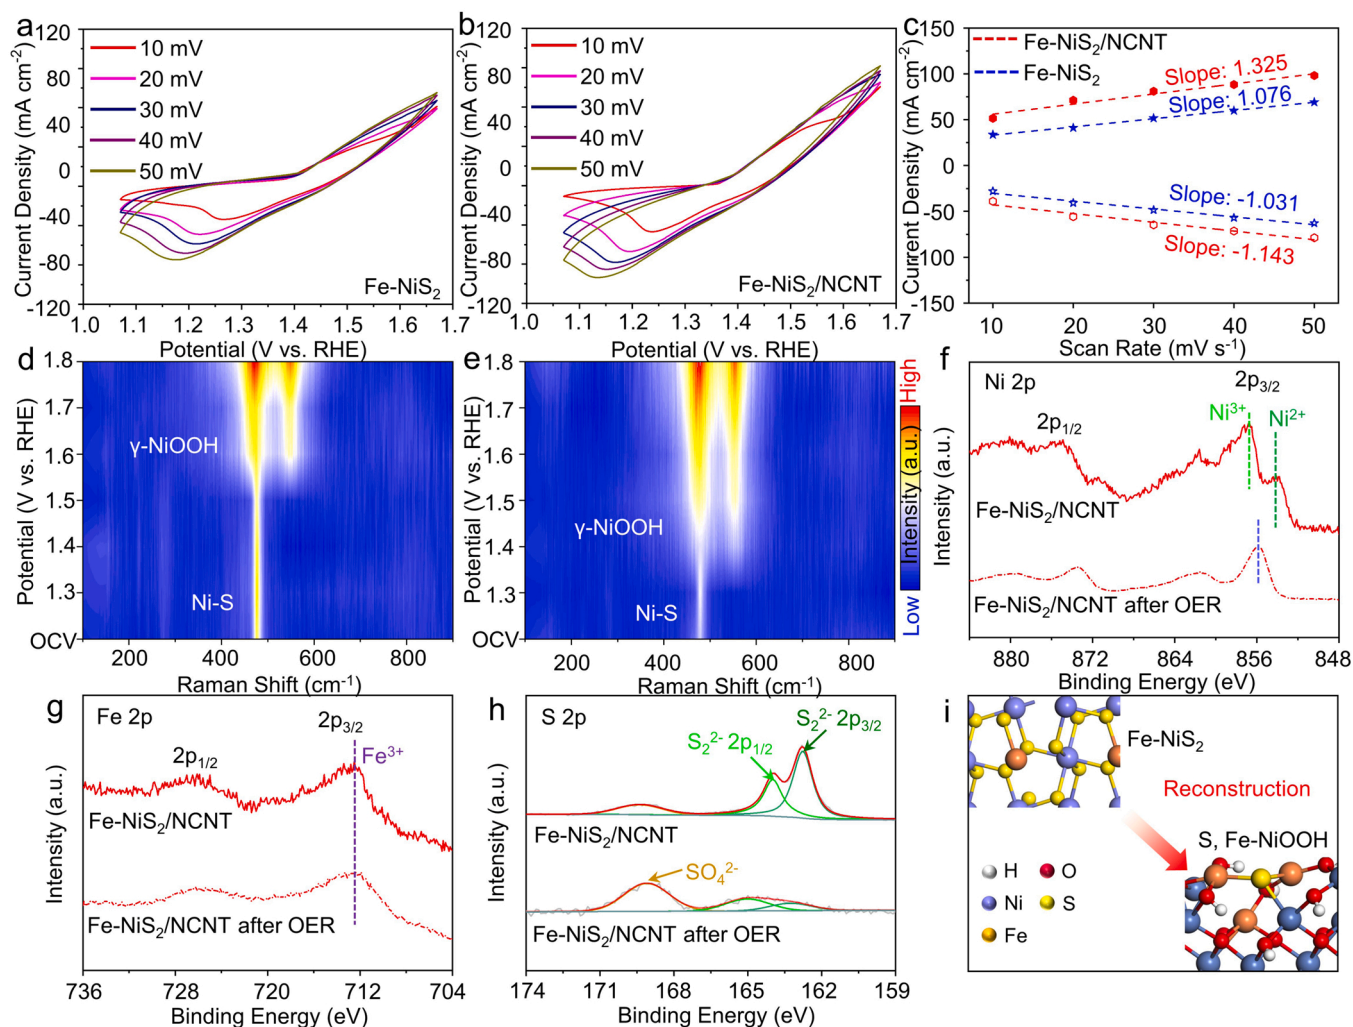 a
120
80
40
0
-40
-80
-120
Current Density (mA cm⁻²)
10 mV
20 mV
30 mV
40 mV
50 mV
Fe-NiS₂
1.0 1.1 1.2 1.3 1.4 1.5 1.6 1.7
Potential (V vs. RHE)
b
120
80
40
0
-40
-80
-120
Current Density (mA cm⁻²)
10 mV
20 mV
30 mV
40 mV
50 mV
Fe-NiS₂/NCNT
1.0 1.1 1.2 1.3 1.4 1.5 1.6 1.7
Potential (V vs. RHE)
c
150
100
50
0
-50
-100
-150
Current Density (mA cm⁻²)
Fe-NiS₂/NCNT
Fe-NiS₂
Slope: 1.325
Slope: 1.076
Slope: -1.031
Slope: -1.143
10 20 30 40 50
Scan Rate (mV s⁻¹)
d
1.8
1.7
1.6
1.5
1.4
1.3
OCV
Potential (V vs. RHE)
γ-NiOOH
Ni-S
200 400 600 800
Raman Shift (cm⁻¹)
e
1.8
1.7
1.6
1.5
1.4
1.3
OCV
Potential (V vs. RHE)
γ-NiOOH
Ni-S
200 400 600 800
Raman Shift (cm⁻¹)
High
Intensity (a.u.)
Low
f
Ni 2p
2p₃/₂
2p₁/₂
Ni³⁺
Ni²⁺
Fe-NiS₂/NCNT
Fe-NiS₂/NCNT after OER
Intensity (a.u.)
880 872 864 856 848
Binding Energy (eV)
g
Fe 2p
2p₃/₂
2p₁/₂
Fe³⁺
Fe-NiS₂/NCNT
Fe-NiS₂/NCNT after OER
Intensity (a.u.)
736 728 720 712 704
Binding Energy (eV)
h
S 2p
S₂²⁻ 2p₃/₂
S₂²⁻ 2p₁/₂
Fe-NiS₂/NCNT
SO₄²⁻
Fe-NiS₂/NCNT after OER
Intensity (a.u.)
174 171 168 165 162 159
Binding Energy (eV)
i
Fe-NiS₂
Reconstruction
S, Fe-NiOOH
H O
Ni S
Fe